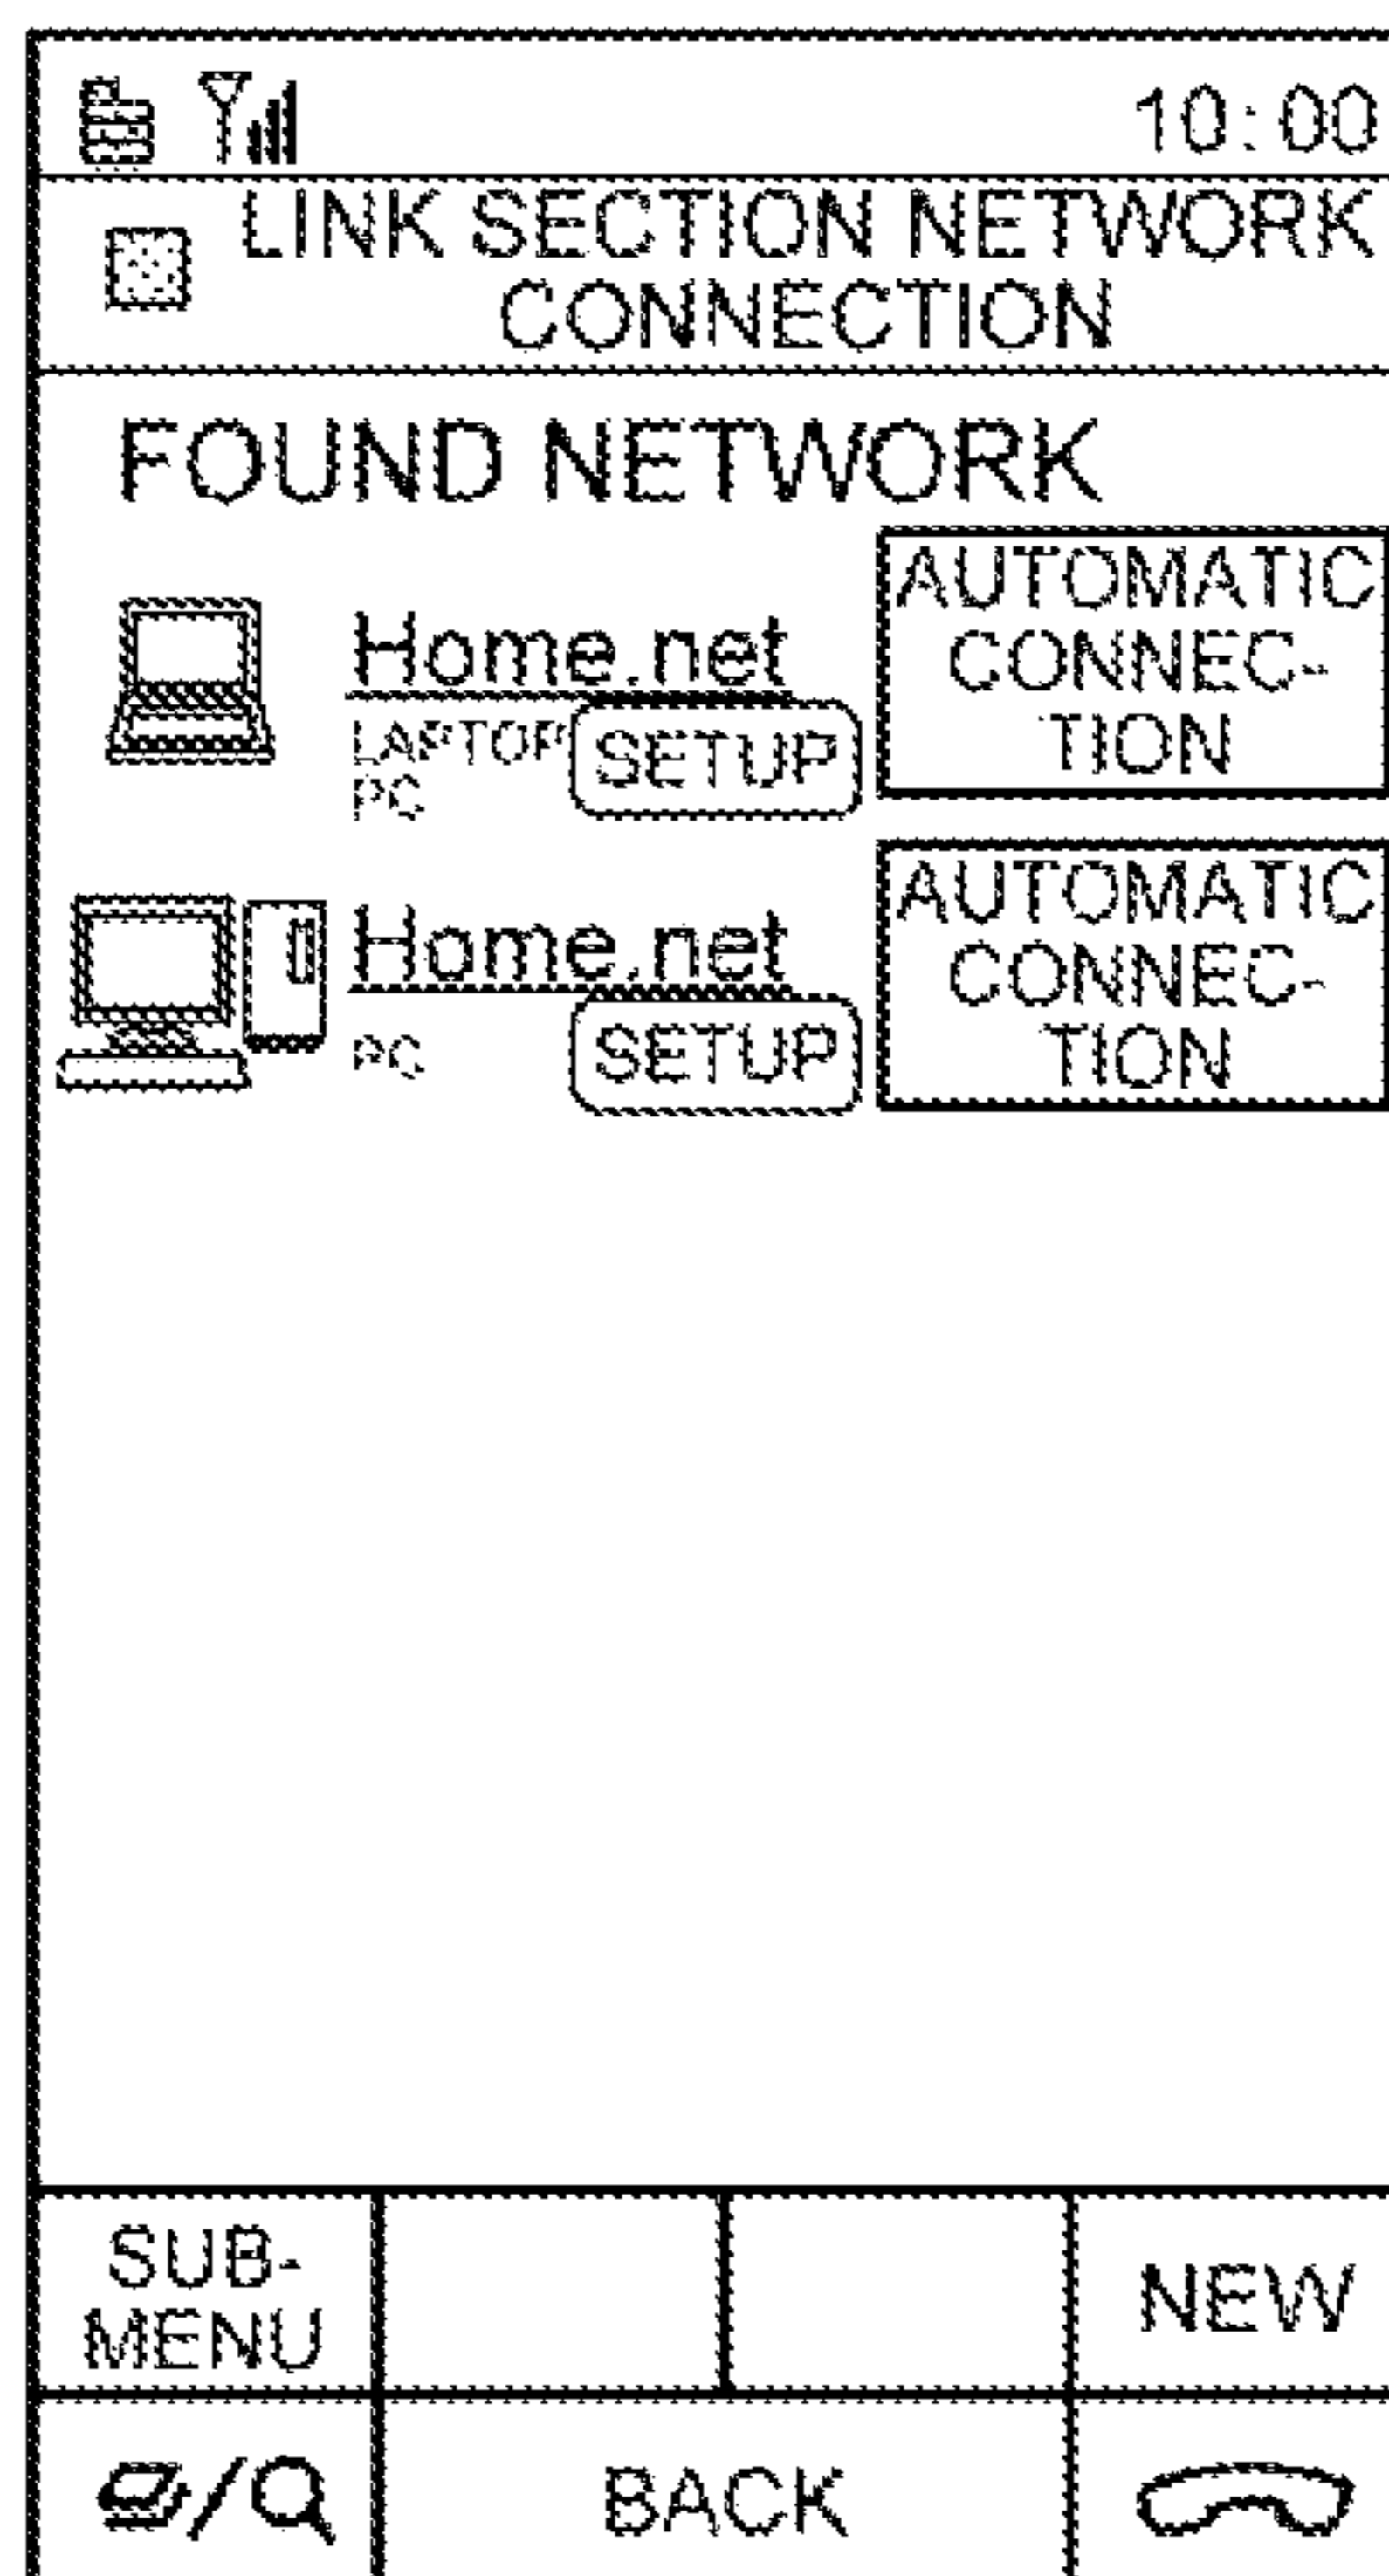 10:00
LINK SECTION NETWORK
CONNECTION
FOUND NETWORK
Home.net
LAPTOP
PC
SETUP
AUTOMATIC
CONNEC-
TION
Home.net
PC
SETUP
AUTOMATIC
CONNEC-
TION
SUB-
MENU
NEW
/
BACK